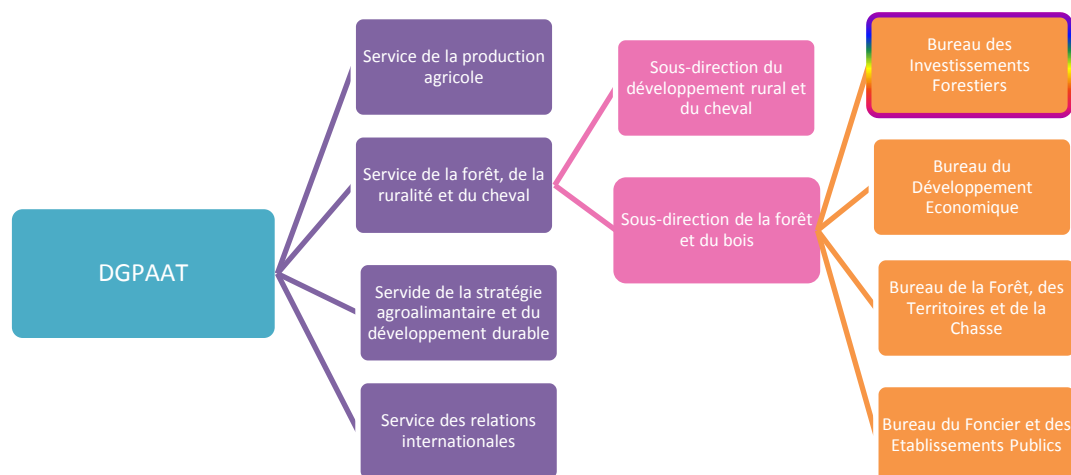 DGPAAT
Service de la production
agricole
Service de la forêt, de la
ruralité et du cheval
Servide de la stratégie
agroalimantaire et du
développement durable
Service des relations
internationales
Sous-direction du
développement rural et
du cheval
Sous-direction de la forêt
et du bois
Bureau des
Investissements
Forestiers
Bureau du
Développement
Economique
Bureau de la Forêt, des
Territoires et de la
Chasse
Bureau du Foncier et des
Etablissements Publics